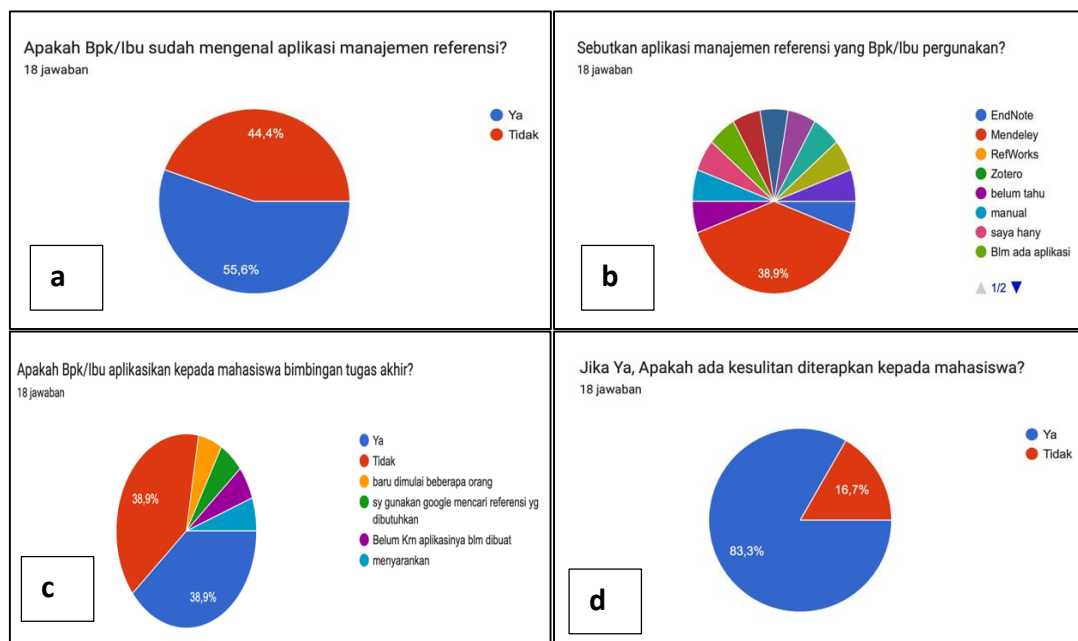 Apakah Bpk/Ibu sudah mengenal aplikasi manajemen referensi?
18 jawaban
44,4%
55,6%
Ya
Tidak
a
Sebutkan aplikasi manajemen referensi yang Bpk/Ibu pergunakan?
18 jawaban
38,9%
EndNote
Mendeley
RefWorks
Zotero
belum tahu
manual
saya hany
Blm ada aplikasi
1/2
b
Apakah Bpk/Ibu aplikasikan kepada mahasiswa bimbingan tugas akhir?
18 jawaban
38,9%
38,9%
Ya
Tidak
baru dimulai beberapa orang
sy gunakan google mencari referensi yg
dibutuhkan
Belum Krn aplikasinya blm dibuat
menyarankan
c
Jika Ya, Apakah ada kesulitan diterapkan kepada mahasiswa?
18 jawaban
16,7%
83,3%
Ya
Tidak
d